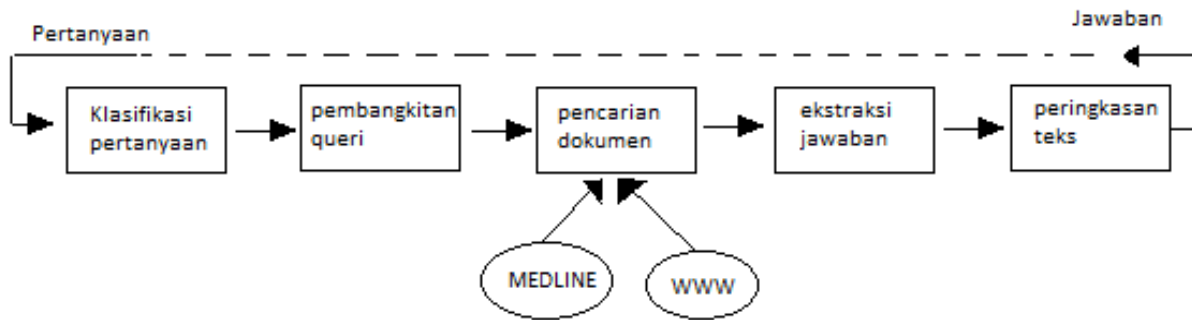 Pertanyaan
Jawaban
Klasifikasi
pertanyaan
pembangkitan
queri
pencarian
dokumen
ekstraksi
jawaban
peringkasan
teks
MEDLINE
WWW